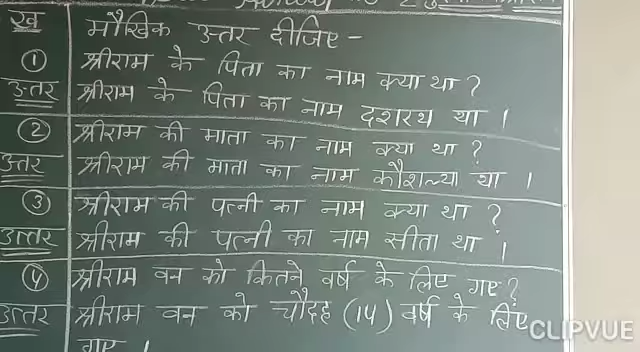 ख मौखिक उत्तर दीजिए -
① श्रीराम के पिता का नाम क्या था ?
उत्तर श्रीराम के पिता का नाम दशरथ था ।
② श्रीराम की माता का नाम क्या था ?
उत्तर श्रीराम की माता का नाम कौशल्या था ।
③ श्रीराम की पत्नी का नाम क्या था ?
उत्तर श्रीराम की पत्नी का नाम सीता था ।
④ श्रीराम वन को कितने वर्ष के लिए गए ?
उत्तर श्रीराम वन को चौदह (14) वर्ष के लिए
गए ।
CLIPVUE